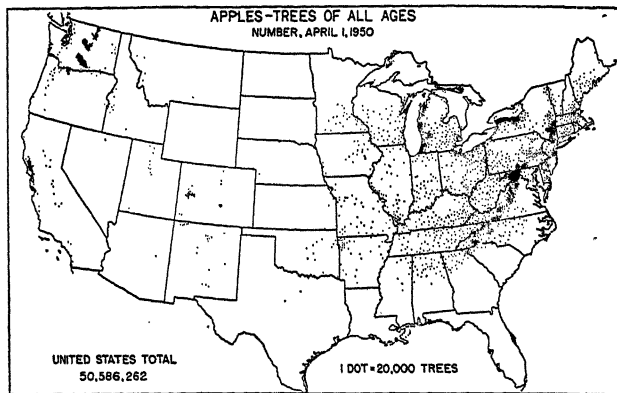 APPLES-TREES OF ALL AGES
NUMBER, APRIL 1, 1950
UNITED STATES TOTAL
50,586,262
1 DOT = 20,000 TREES